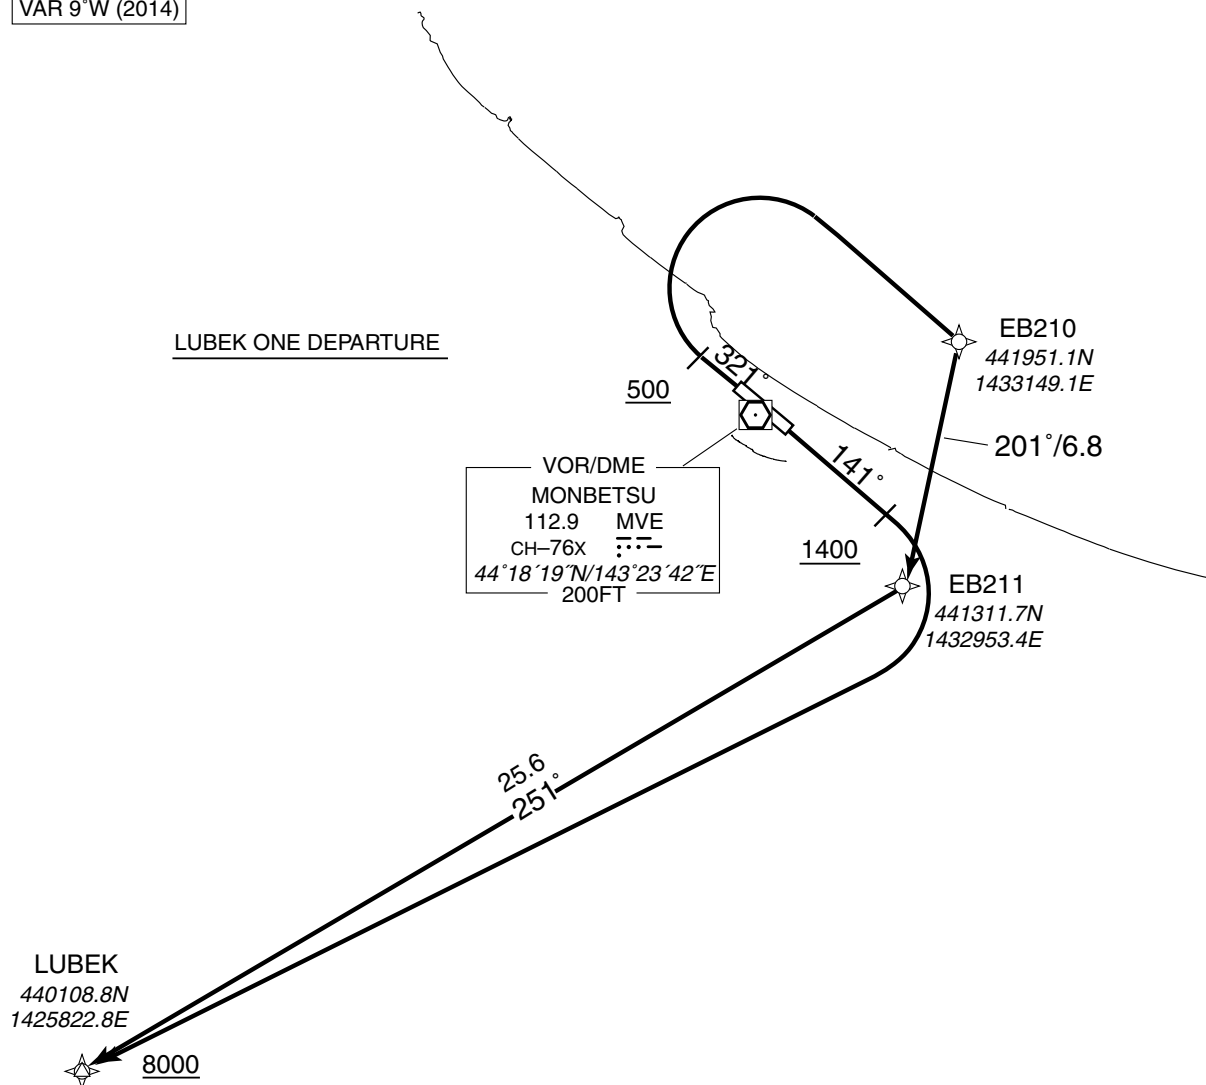 VAR 9°W (2014)
LUBEK ONE DEPARTURE
EB210
441951.1N
1433149.1E
321°
500
201°/6.8
VOR/DME
MONBETSU
112.9 MVE
CH–76X
44°18´19˝N/143°23´42˝E
200FT
141°
1400
EB211
441311.7N
1432953.4E
25.6
251°
LUBEK
440108.8N
1425822.8E
8000